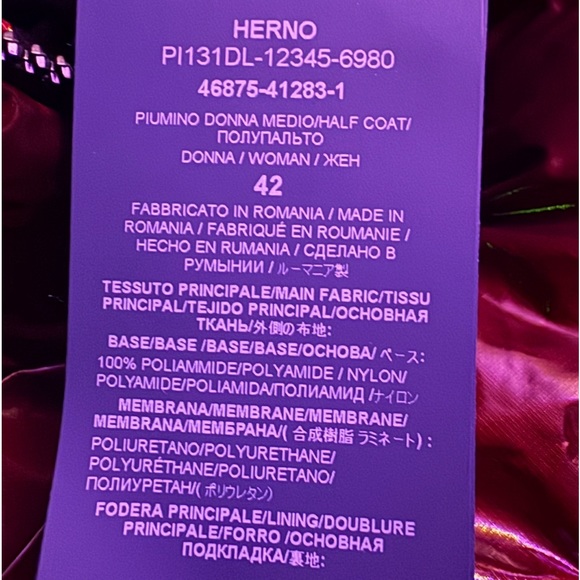 HERNO
PI131DL-12345-6980
46875-41283-1
PIUMINO DONNA MEDIO/HALF COAT/
ПОЛУПАЛЬТО
DONNA / WOMAN / ЖЕН
42
FABBRICATO IN ROMANIA / MADE IN
ROMANIA / FABRIQUÉ EN ROUMANIE /
HECHO EN RUMANIA / СДЕЛАНО В
РУМЫНИИ / ルーマニア製
TESSUTO PRINCIPALE/MAIN FABRIC/TISSU
PRINCIPAL/TEJIDO PRINCIPAL/ОСНОВНАЯ
ТКАНЬ/外側の布地:
BASE/BASE /BASE/BASE/ОСНОВА/ ベース:
100% POLIAMMIDE/POLYAMIDE / NYLON/
POLYAMIDE/POLIAMIDA/ПОЛИАМИД /ナイロン
MEMBRANA/MEMBRANE/MEMBRANE/
MEMBRANA/МЕМБРАНА/( 合成樹脂 ラミネート) :
POLIURETANO/POLYURETHANE/
POLYURÉTHANE/POLIURETANO/
ПОЛИУРЕТАН/( ポリウレタン)
FODERA PRINCIPALE/LINING/DOUBLURE
PRINCIPALE/FORRO /ОСНОВНАЯ
ПОДКЛАДКА/裏地: